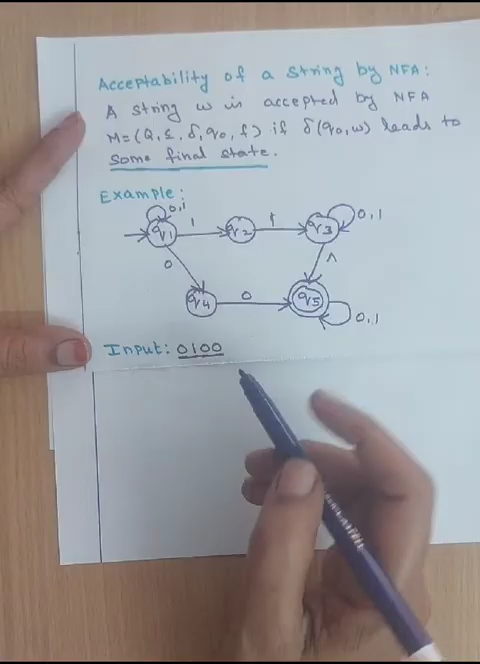 Acceptability of a string by NFA:
A string w is accepted by NFA
M=(Q,Σ,δ,q0,f) if δ(q0,w) leads to
some final state.
Example:
0,1
q1
1
q2
1
q3
0,1
0
Λ
q4
0
q5
0,1
Input: 0100